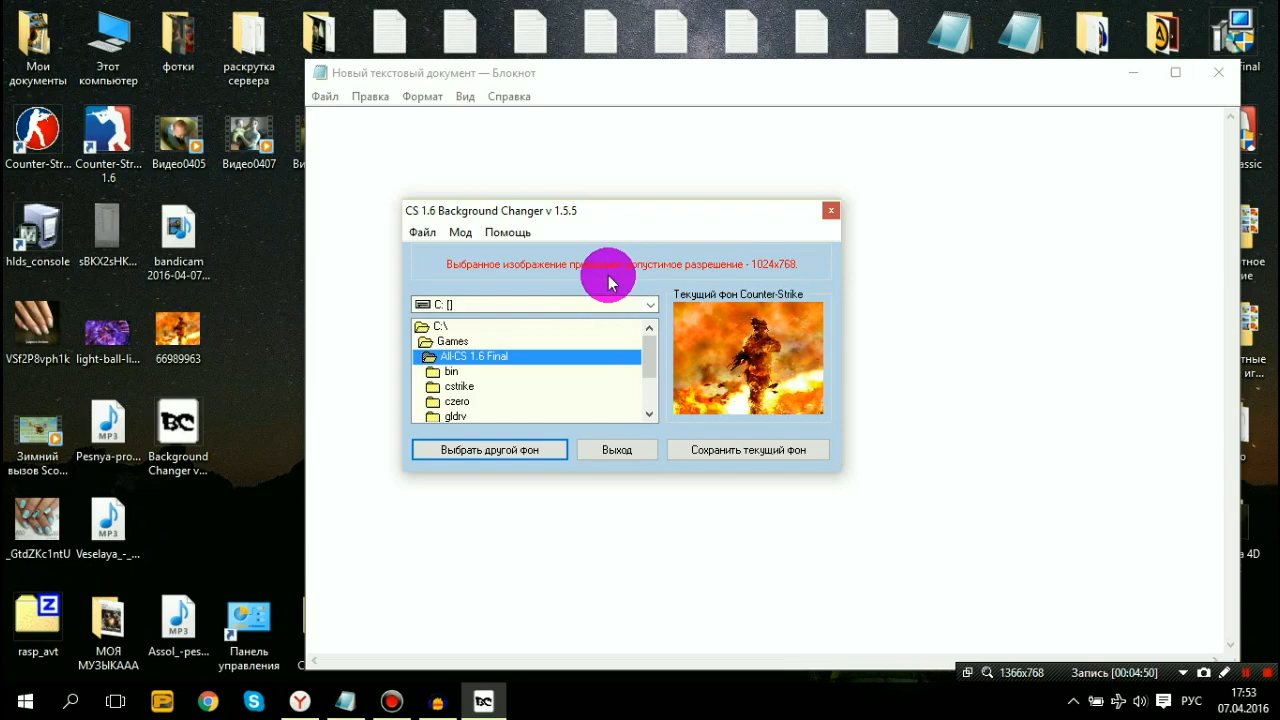 Мои
документы
Этот
компьютер
фотки
раскрутка
сервера
Новый текстовый документ — Блокнот
Файл
Правка
Формат
Вид
Справка
Counter-Str...
Counter-Str...
1.6
Видео0405
Видео0407
hlds_console
sBKX2sHK...
bandicam
2016-04-07...
VSf2P8vph1k
light-ball-li...
66989963
Зимний
вызов Sco...
Pesnya-pro...
Background
Changer v...
_GtdZKc1ntU
Veselaya_-_...
rasp_avt
МОЯ
МУЗЫКААА
Assol_-pes...
Панель
управления
CS 1.6 Background Changer v 1.5.5
Файл
Мод
Помощь
Выбранное изображение допустимое разрешение - 1024x768.
C: []
Текущий фон Counter-Strike
C:\
Games
All-CS 1.6 Final
bin
cstrike
czero
gldrv
Выбрать другой фон
Выход
Сохранить текущий фон
1366x768
Запись [00:04:50]
РУС
17:53
07.04.2016